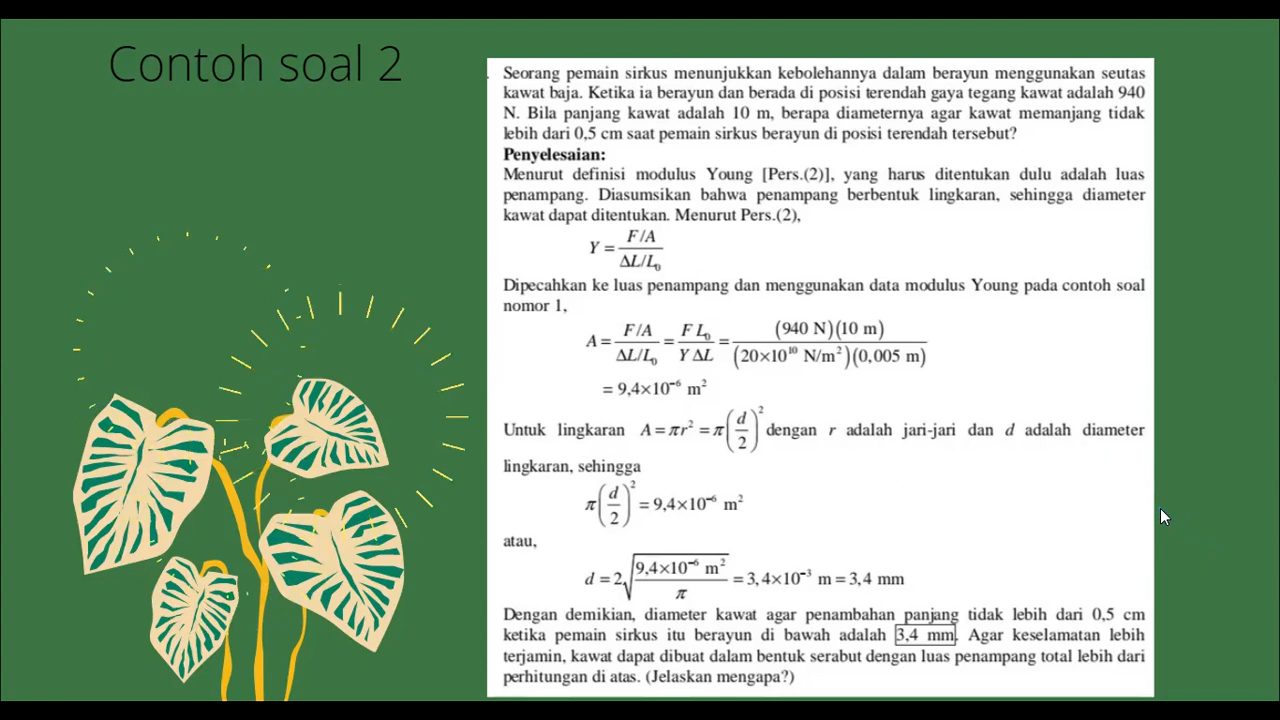 Contoh soal 2
Seorang pemain sirkus menunjukkan kebolehannya dalam berayun menggunakan seutas
kawat baja. Ketika ia berayun dan berada di posisi terendah gaya tegang kawat adalah 940
N. Bila panjang kawat adalah 10 m, berapa diameternya agar kawat memanjang tidak
lebih dari 0,5 cm saat pemain sirkus berayun di posisi terendah tersebut?
Penyelesaian:
Menurut definisi modulus Young [Pers.(2)], yang harus ditentukan dulu adalah luas
penampang. Diasumsikan bahwa penampang berbentuk lingkaran, sehingga diameter
kawat dapat ditentukan. Menurut Pers.(2),
Y = (F/A)/(ΔL/L₀)
Dipecahkan ke luas penampang dan menggunakan data modulus Young pada contoh soal
nomor 1,
A = (F/A)/(ΔL/L₀) = (F L₀)/(Y ΔL) = (940 N)(10 m)/((20×10¹⁰ N/m²)(0,005 m))
= 9,4×10⁻⁶ m²
Untuk lingkaran A = πr² = π(d/2)² dengan r adalah jari-jari dan d adalah diameter
lingkaran, sehingga
π(d/2)² = 9,4×10⁻⁶ m²
atau,
d = 2√(9,4×10⁻⁶ m²/π) = 3,4×10⁻³ m = 3,4 mm
Dengan demikian, diameter kawat agar penambahan panjang tidak lebih dari 0,5 cm
ketika pemain sirkus itu berayun di bawah adalah 3,4 mm. Agar keselamatan lebih
terjamin, kawat dapat dibuat dalam bentuk serabut dengan luas penampang total lebih dari
perhitungan di atas. (Jelaskan mengapa?)